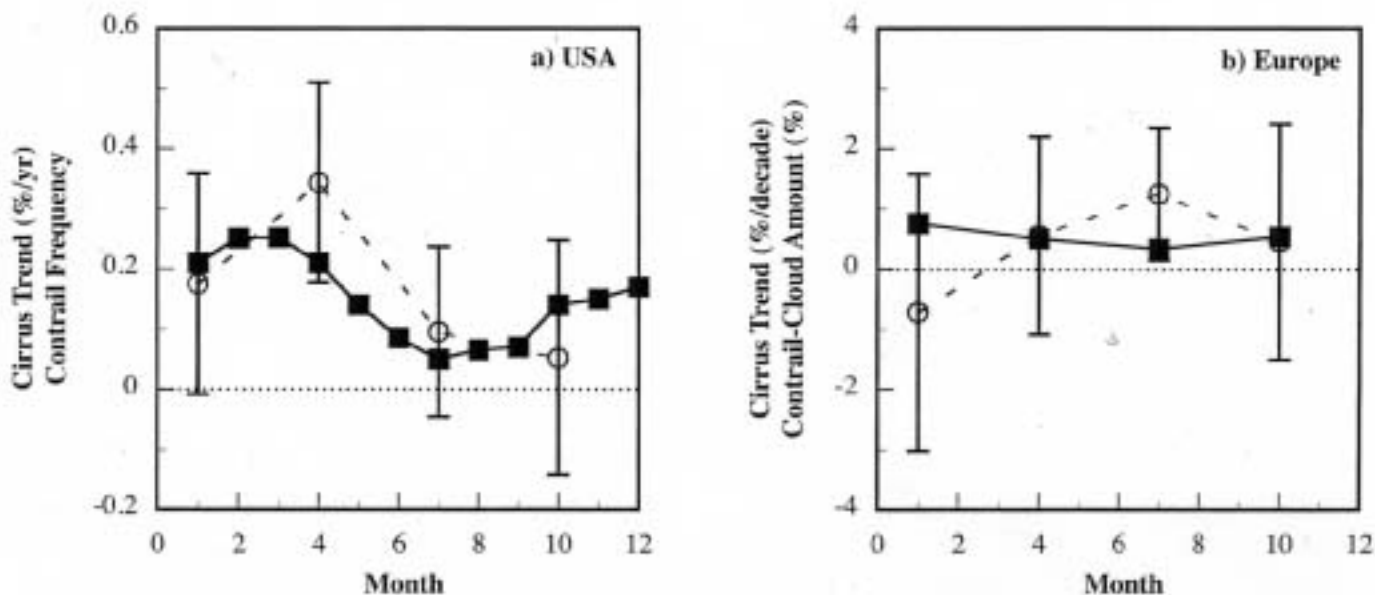 0.6
0.4
0.2
0
-0.2
0 2 4 6 8 10 12
Month
Cirrus Trend (%/yr)
Contrail Frequency
a) USA
4
2
0
-2
-4
0 2 4 6 8 10 12
Month
Cirrus Trend (%/decade)
Contrail-Cloud Amount (%)
b) Europe